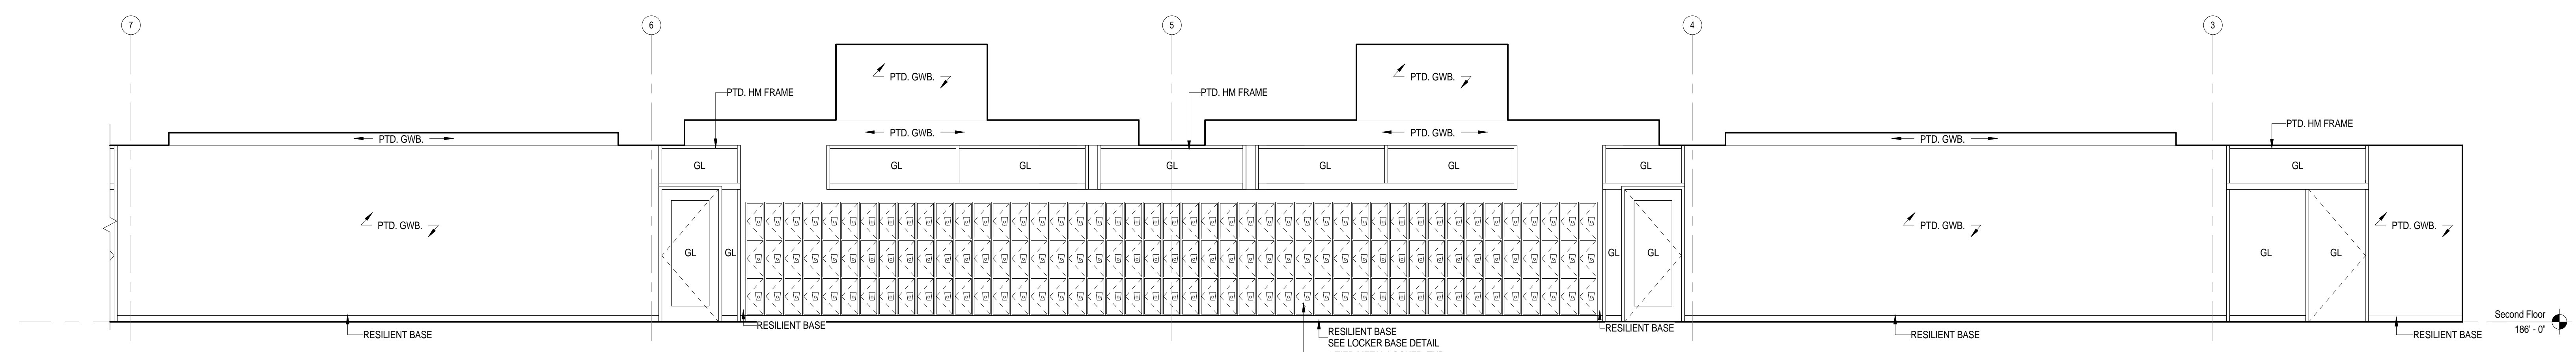 7
6
5
4
3
PTD. GWB.
PTD. GWB.
PTD. HM FRAME
PTD. HM FRAME
PTD. HM FRAME
PTD. GWB.
PTD. GWB.
PTD. GWB.
PTD. GWB.
GL
GL
GL
GL
GL
GL
GL
GL
PTD. GWB.
PTD. GWB.
PTD. GWB.
GL
GL
GL
GL
GL
GL
Second Floor
186' - 0"
RESILIENT BASE
RESILIENT BASE
RESILIENT BASE
SEE LOCKER BASE DETAIL
RESILIENT BASE
RESILIENT BASE
RESILIENT BASE